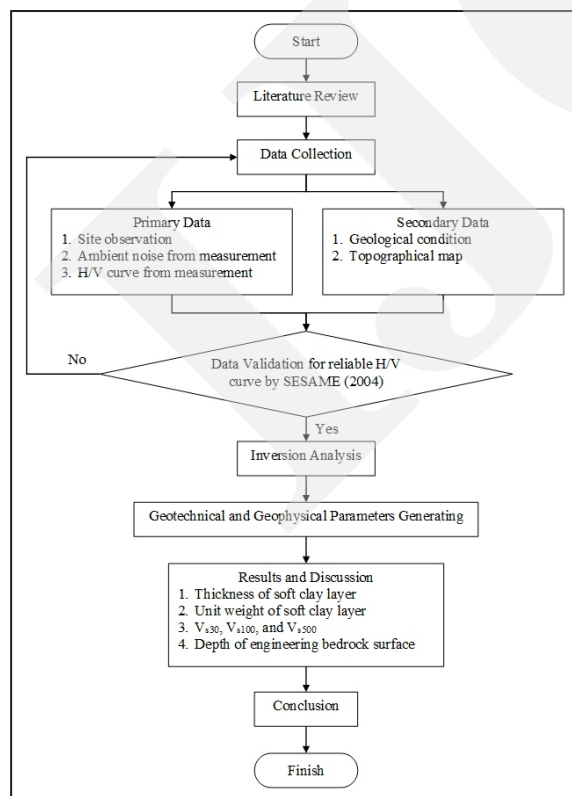 Start
Literature Review
Data Collection
Primary Data
1. Site observation
2. Ambient noise from measurement
3. H/V curve from measurement
Secondary Data
1. Geological condition
2. Topographical map
No
Data Validation for reliable H/V
curve by SESAME (2004)
Yes
Inversion Analysis
Geotechnical and Geophysical Parameters Generating
Results and Discussion
1. Thickness of soft clay layer
2. Unit weight of soft clay layer
3. Vs30, Vs100, and Vs500
4. Depth of engineering bedrock surface
Conclusion
Finish